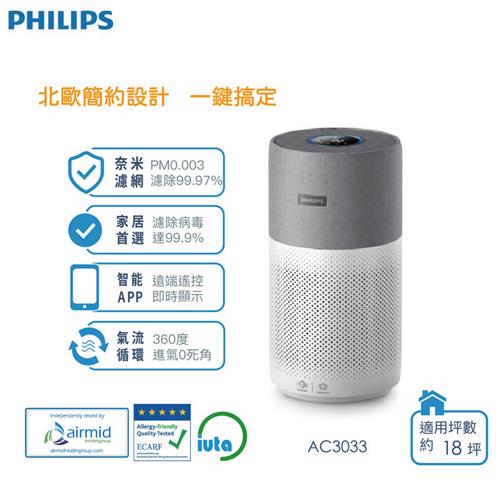 PHILIPS
北歐簡約設計 一鍵搞定
奈米濾網
PM0.003
濾除99.97%
家居首選
濾除病毒
達99.9%
智能APP
遠端遙控
即時顯示
氣流循環
360度
進氣0死角
PHILIPS
Independently tested by
airmid
healthgroup
airmidhealthgroup.com
Allergy-friendly
Quality Tested
ECARF
iuta
AC3033
適用坪數
約 18 坪